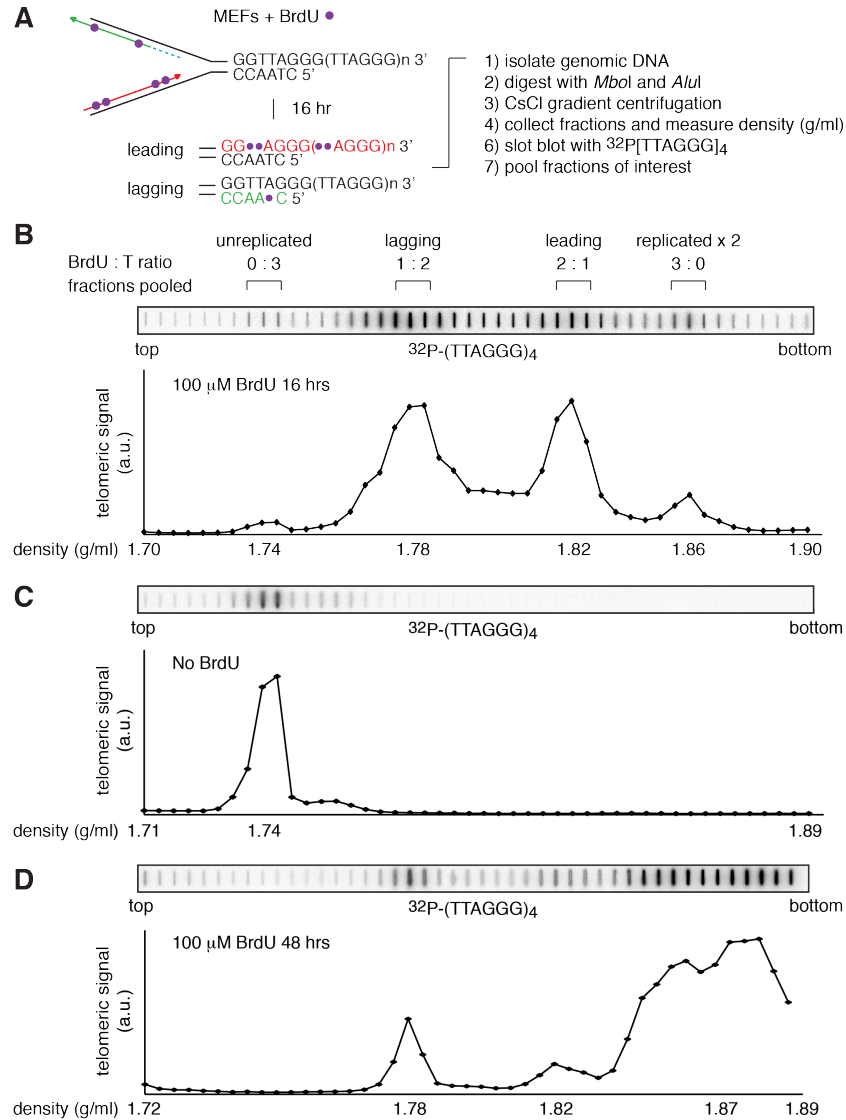 A
MEFs + BrdU
GGTTAGGG(TTAGGG)n 3’
CCAATC 5’
16 hr
leading
GG••AGGG(••AGGG)n 3’
CCAATC 5’
lagging
GGTTAGGG(TTAGGG)n 3’
CCAA•C 5’
1) isolate genomic DNA
2) digest with MboI and AluI
3) CsCl gradient centrifugation
4) collect fractions and measure density (g/ml)
6) slot blot with ³²P[TTAGGG]₄
7) pool fractions of interest
B
unreplicated lagging leading replicated x 2
BrdU : T ratio 0 : 3 1 : 2 2 : 1 3 : 0
fractions pooled
top ³²P-(TTAGGG)₄ bottom
100 μM BrdU 16 hrs
telomeric signal
(a.u.)
density (g/ml) 1.70 1.74 1.78 1.82 1.86 1.90
C
top ³²P-(TTAGGG)₄ bottom
No BrdU
telomeric signal
(a.u.)
density (g/ml) 1.71 1.74 1.89
D
top ³²P-(TTAGGG)₄ bottom
100 μM BrdU 48 hrs
telomeric signal
(a.u.)
density (g/ml) 1.72 1.78 1.82 1.87 1.89